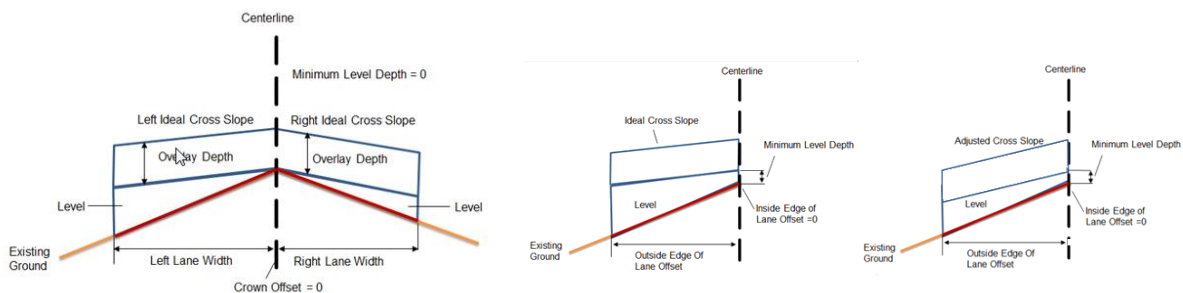 Centerline
Minimum Level Depth = 0
Left Ideal Cross Slope
Right Ideal Cross Slope
Overlay Depth
Overlay Depth
Level
Level
Existing
Ground
Left Lane Width
Right Lane Width
Crown Offset = 0
Centerline
Ideal Cross Slope
Minimum Level Depth
Level
Inside Edge of
Lane Offset =0
Existing
Ground
Outside Edge Of
Lane Offset
Centerline
Adjusted Cross Slope
Minimum Level Depth
Level
Inside Edge of
Lane Offset =0
Existing
Ground
Outside Edge Of
Lane Offset